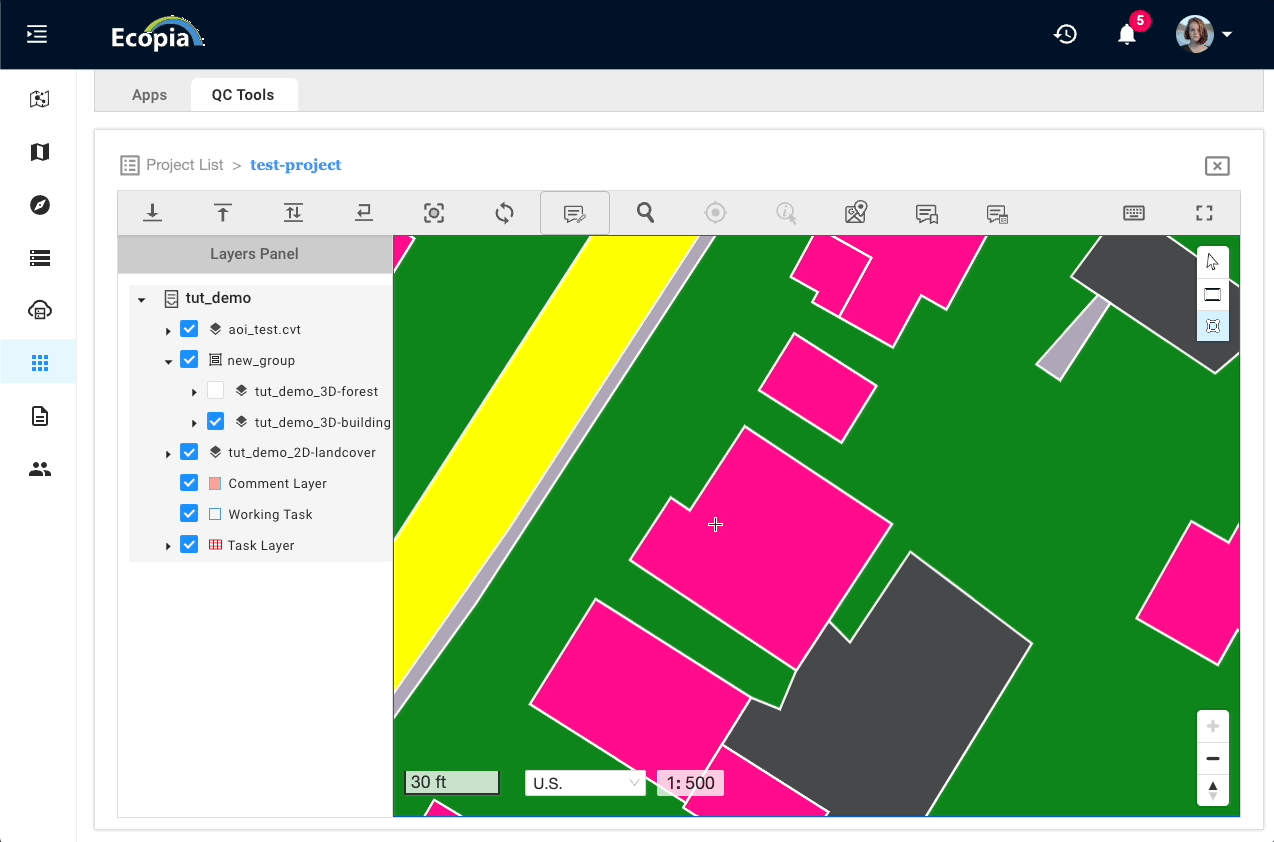 Ecopia
5
Apps
QC Tools
Project List > test-project
Layers Panel
tut_demo
aoi_test.cvt
new_group
tut_demo_3D-forest
tut_demo_3D-building
tut_demo_2D-landcover
Comment Layer
Working Task
Task Layer
30 ft
U.S.
1: 500